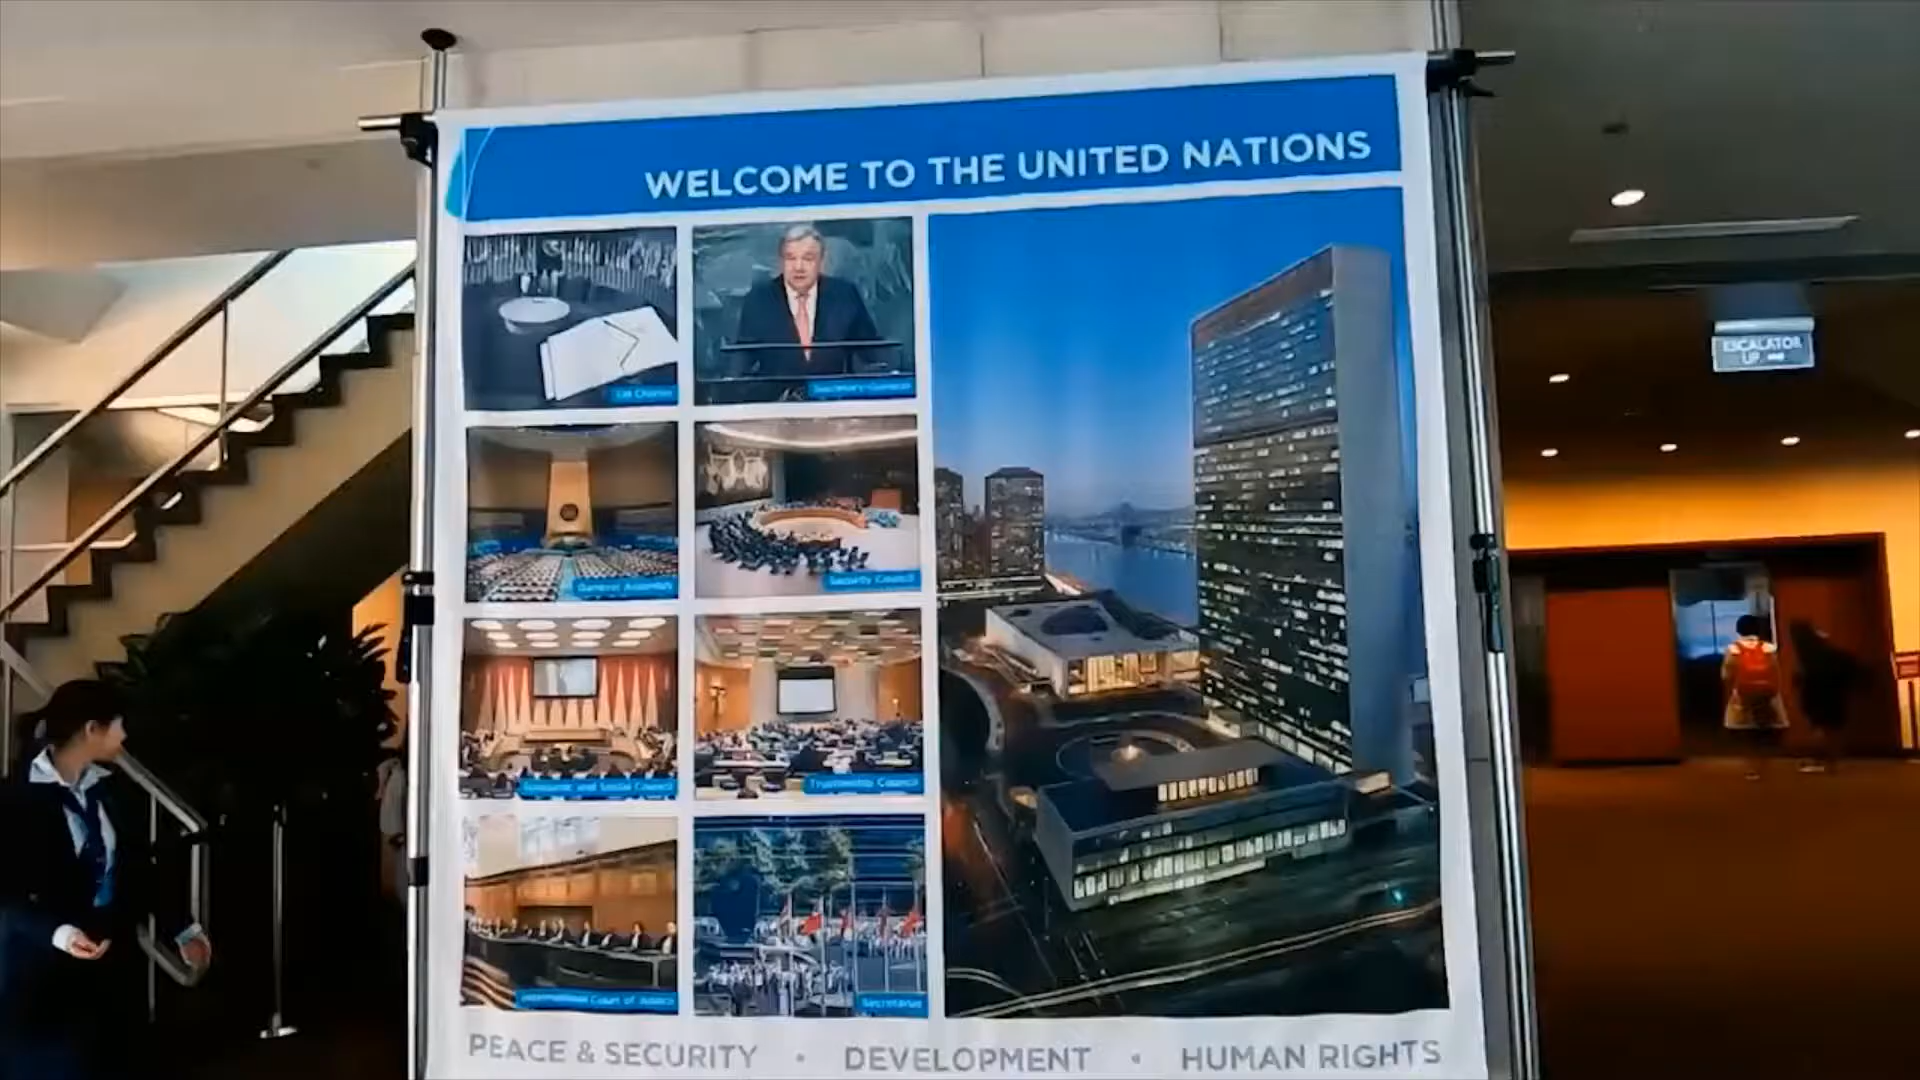 WELCOME TO THE UNITED NATIONS
UN Charter
Secretary-General
General Assembly
Security Council
Economic and Social Council
Trusteeship Council
International Court of Justice
Secretariat
PEACE & SECURITY • DEVELOPMENT • HUMAN RIGHTS
ESCALATOR
UP